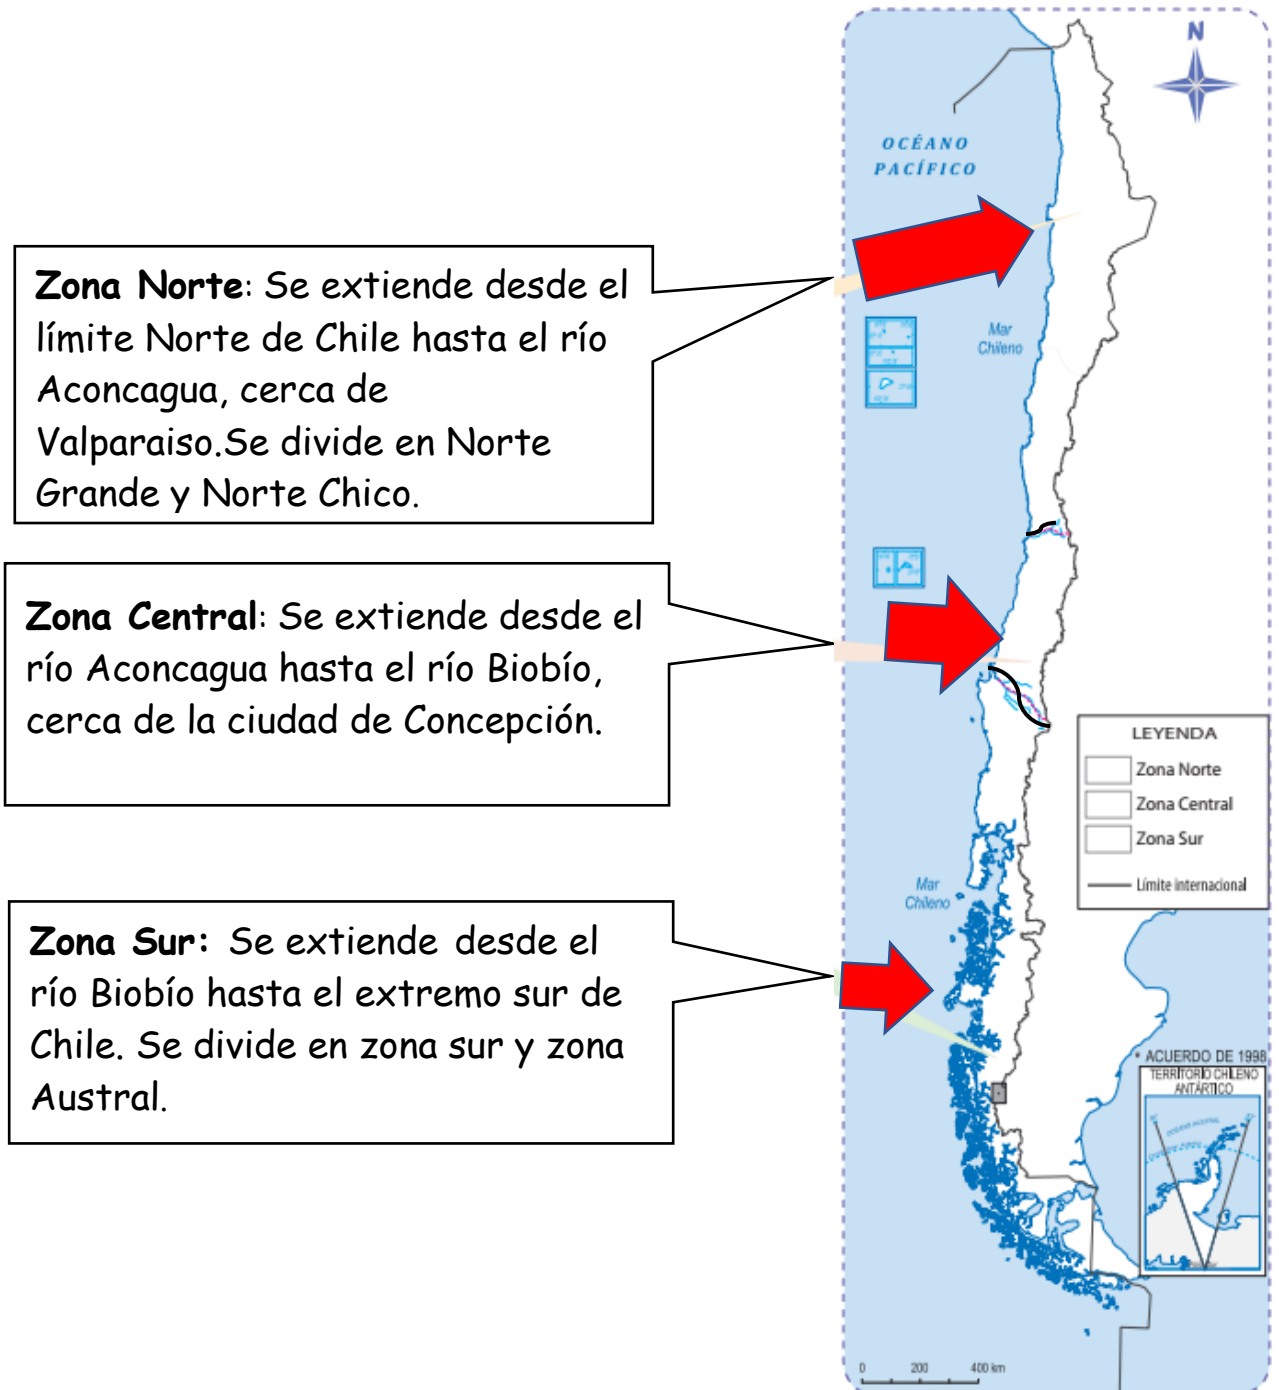 Zona Norte: Se extiende desde el
límite Norte de Chile hasta el río
Aconcagua, cerca de
Valparaiso.Se divide en Norte
Grande y Norte Chico.
Zona Central: Se extiende desde el
río Aconcagua hasta el río Biobío,
cerca de la ciudad de Concepción.
Zona Sur: Se extiende desde el
río Biobío hasta el extremo sur de
Chile. Se divide en zona sur y zona
Austral.
N
OCÉANO
PACÍFICO
Mar
Chileno
LEYENDA
Zona Norte
Zona Central
Zona Sur
Límite internacional
Mar
Chileno
* ACUERDO DE 1998
TERRITORIO CHILENO
ANTÁRTICO
0 200 400 km